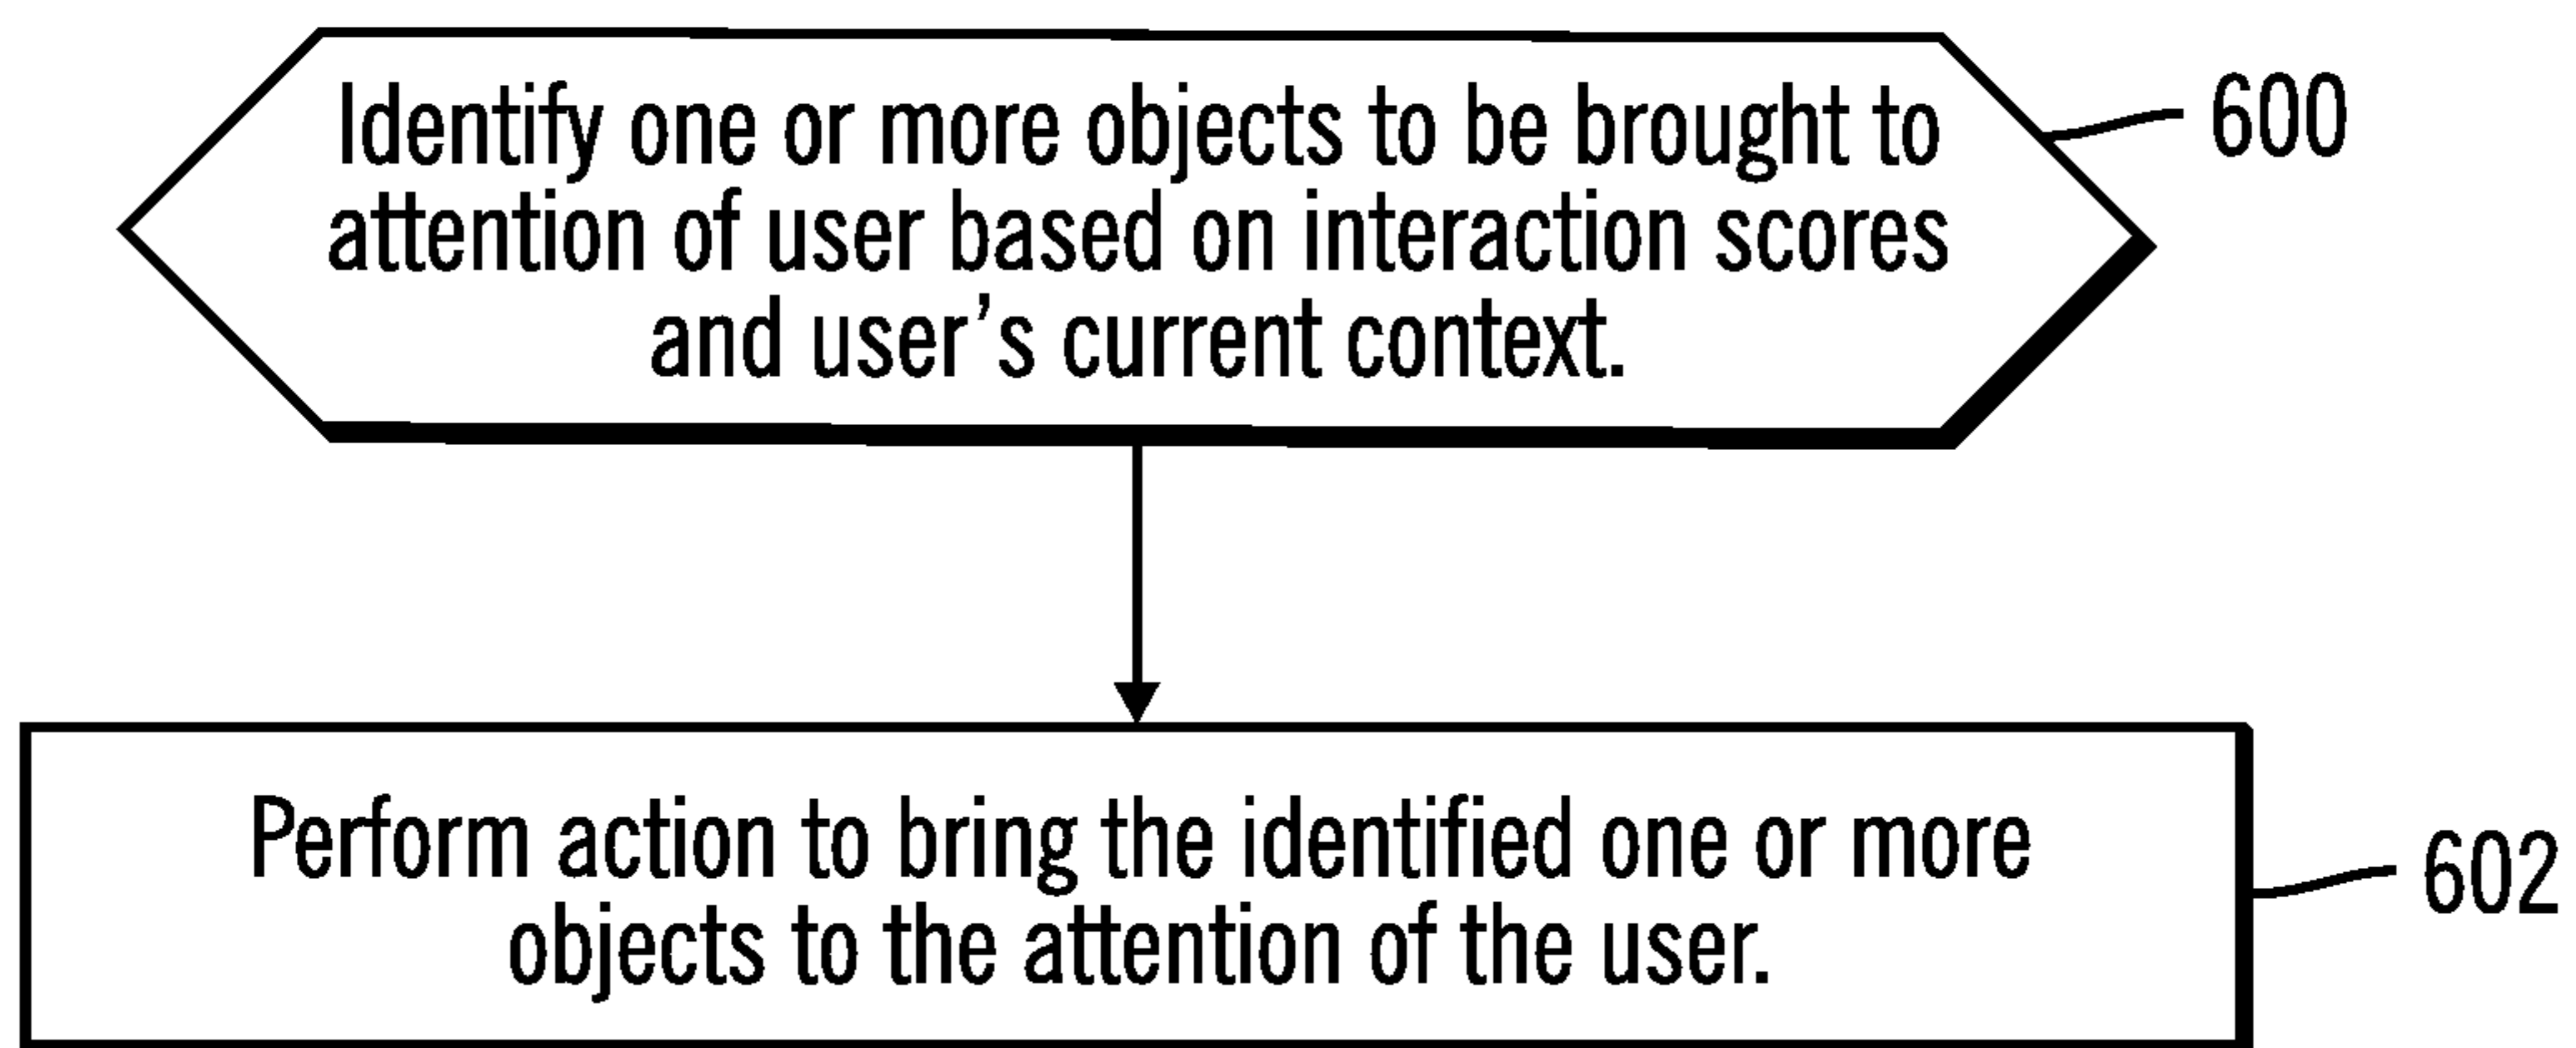 Identify one or more objects to be brought to
attention of user based on interaction scores
and user's current context.
600
Perform action to bring the identified one or more
objects to the attention of the user.
602